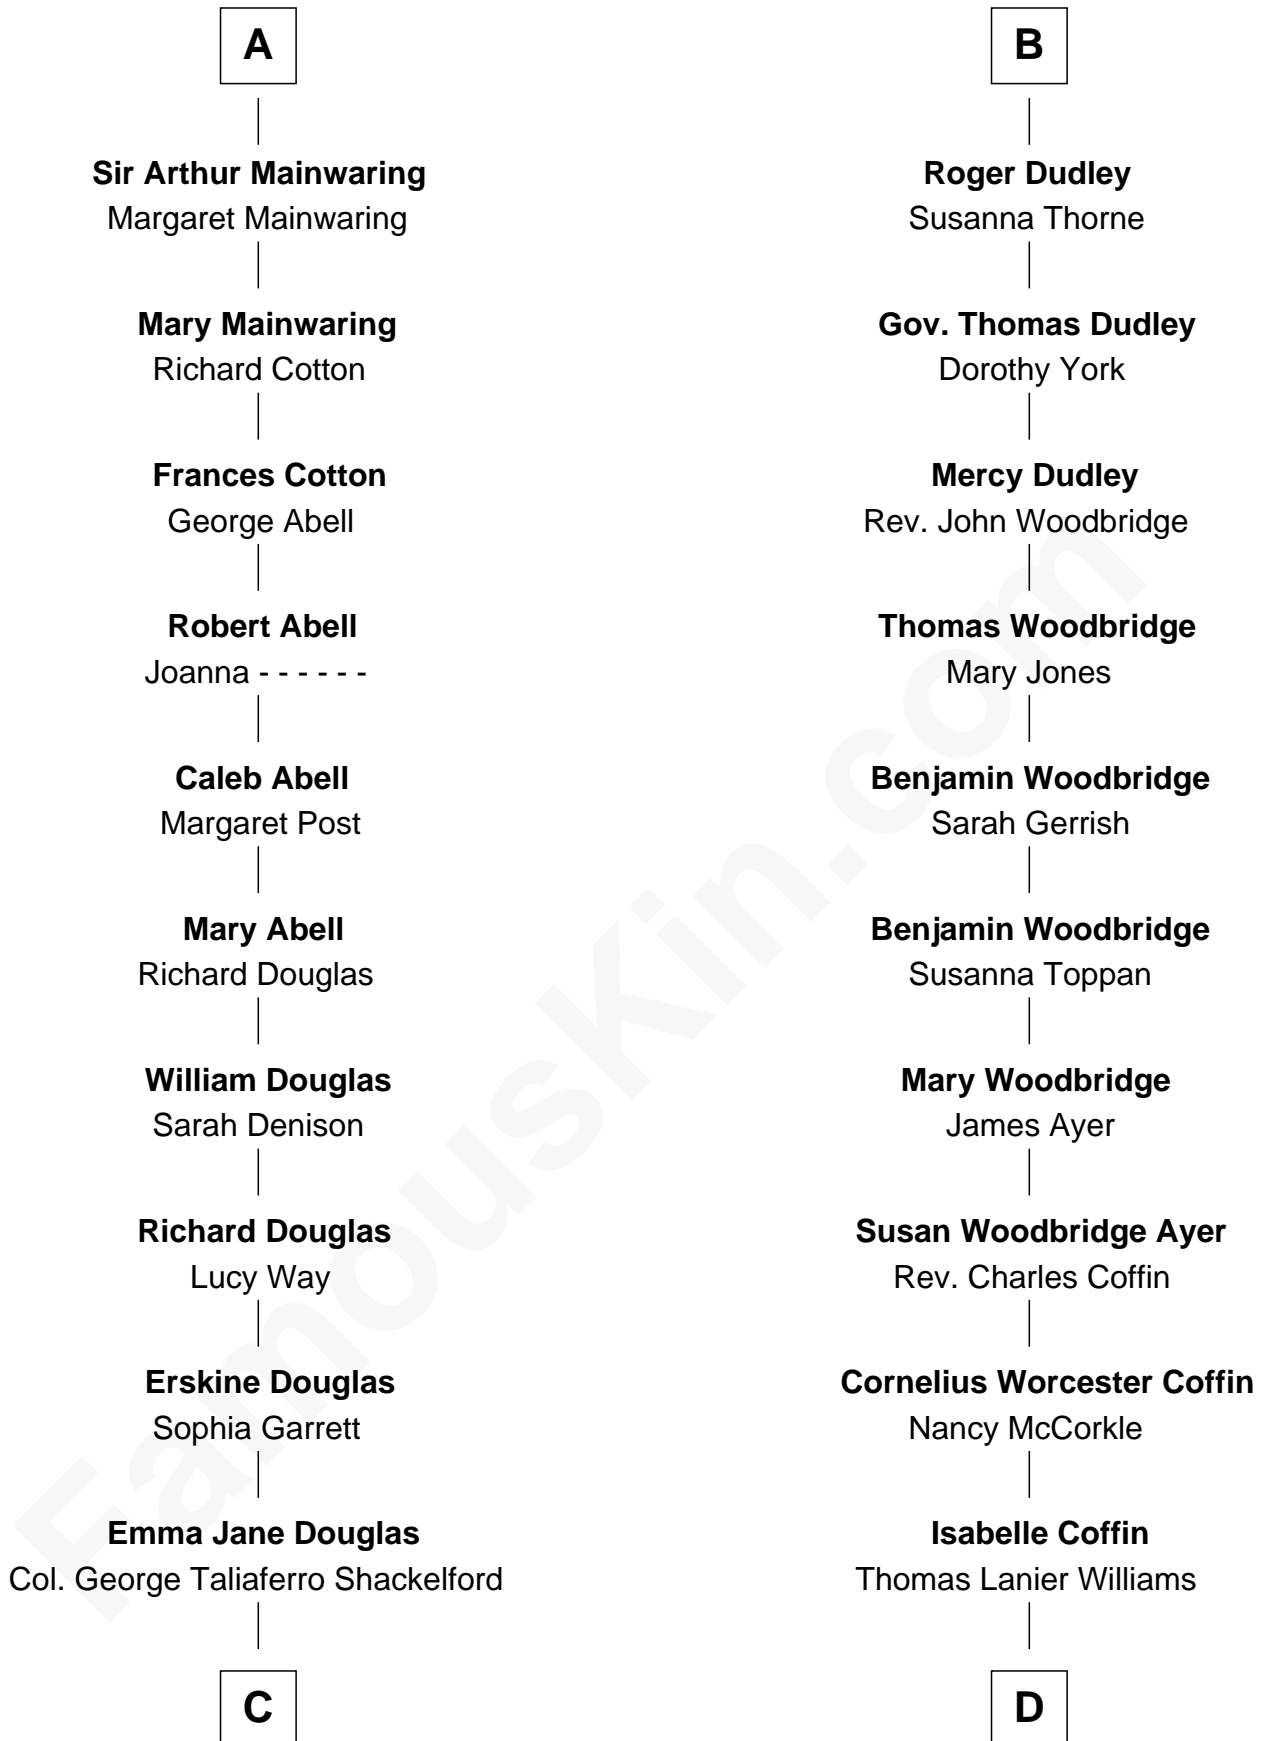 A
Sir Arthur Mainwaring
Margaret Mainwaring
Mary Mainwaring
Richard Cotton
Frances Cotton
George Abell
Robert Abell
Joanna - - - - - -
Caleb Abell
Margaret Post
Mary Abell
Richard Douglas
William Douglas
Sarah Denison
Richard Douglas
Lucy Way
Erskine Douglas
Sophia Garrett
Emma Jane Douglas
Col. George Taliaferro Shackelford
C
B
Roger Dudley
Susanna Thorne
Gov. Thomas Dudley
Dorothy York
Mercy Dudley
Rev. John Woodbridge
Thomas Woodbridge
Mary Jones
Benjamin Woodbridge
Sarah Gerrish
Benjamin Woodbridge
Susanna Toppan
Mary Woodbridge
James Ayer
Susan Woodbridge Ayer
Rev. Charles Coffin
Cornelius Worcester Coffin
Nancy McCorkle
Isabelle Coffin
Thomas Lanier Williams
D
FamousKin.com